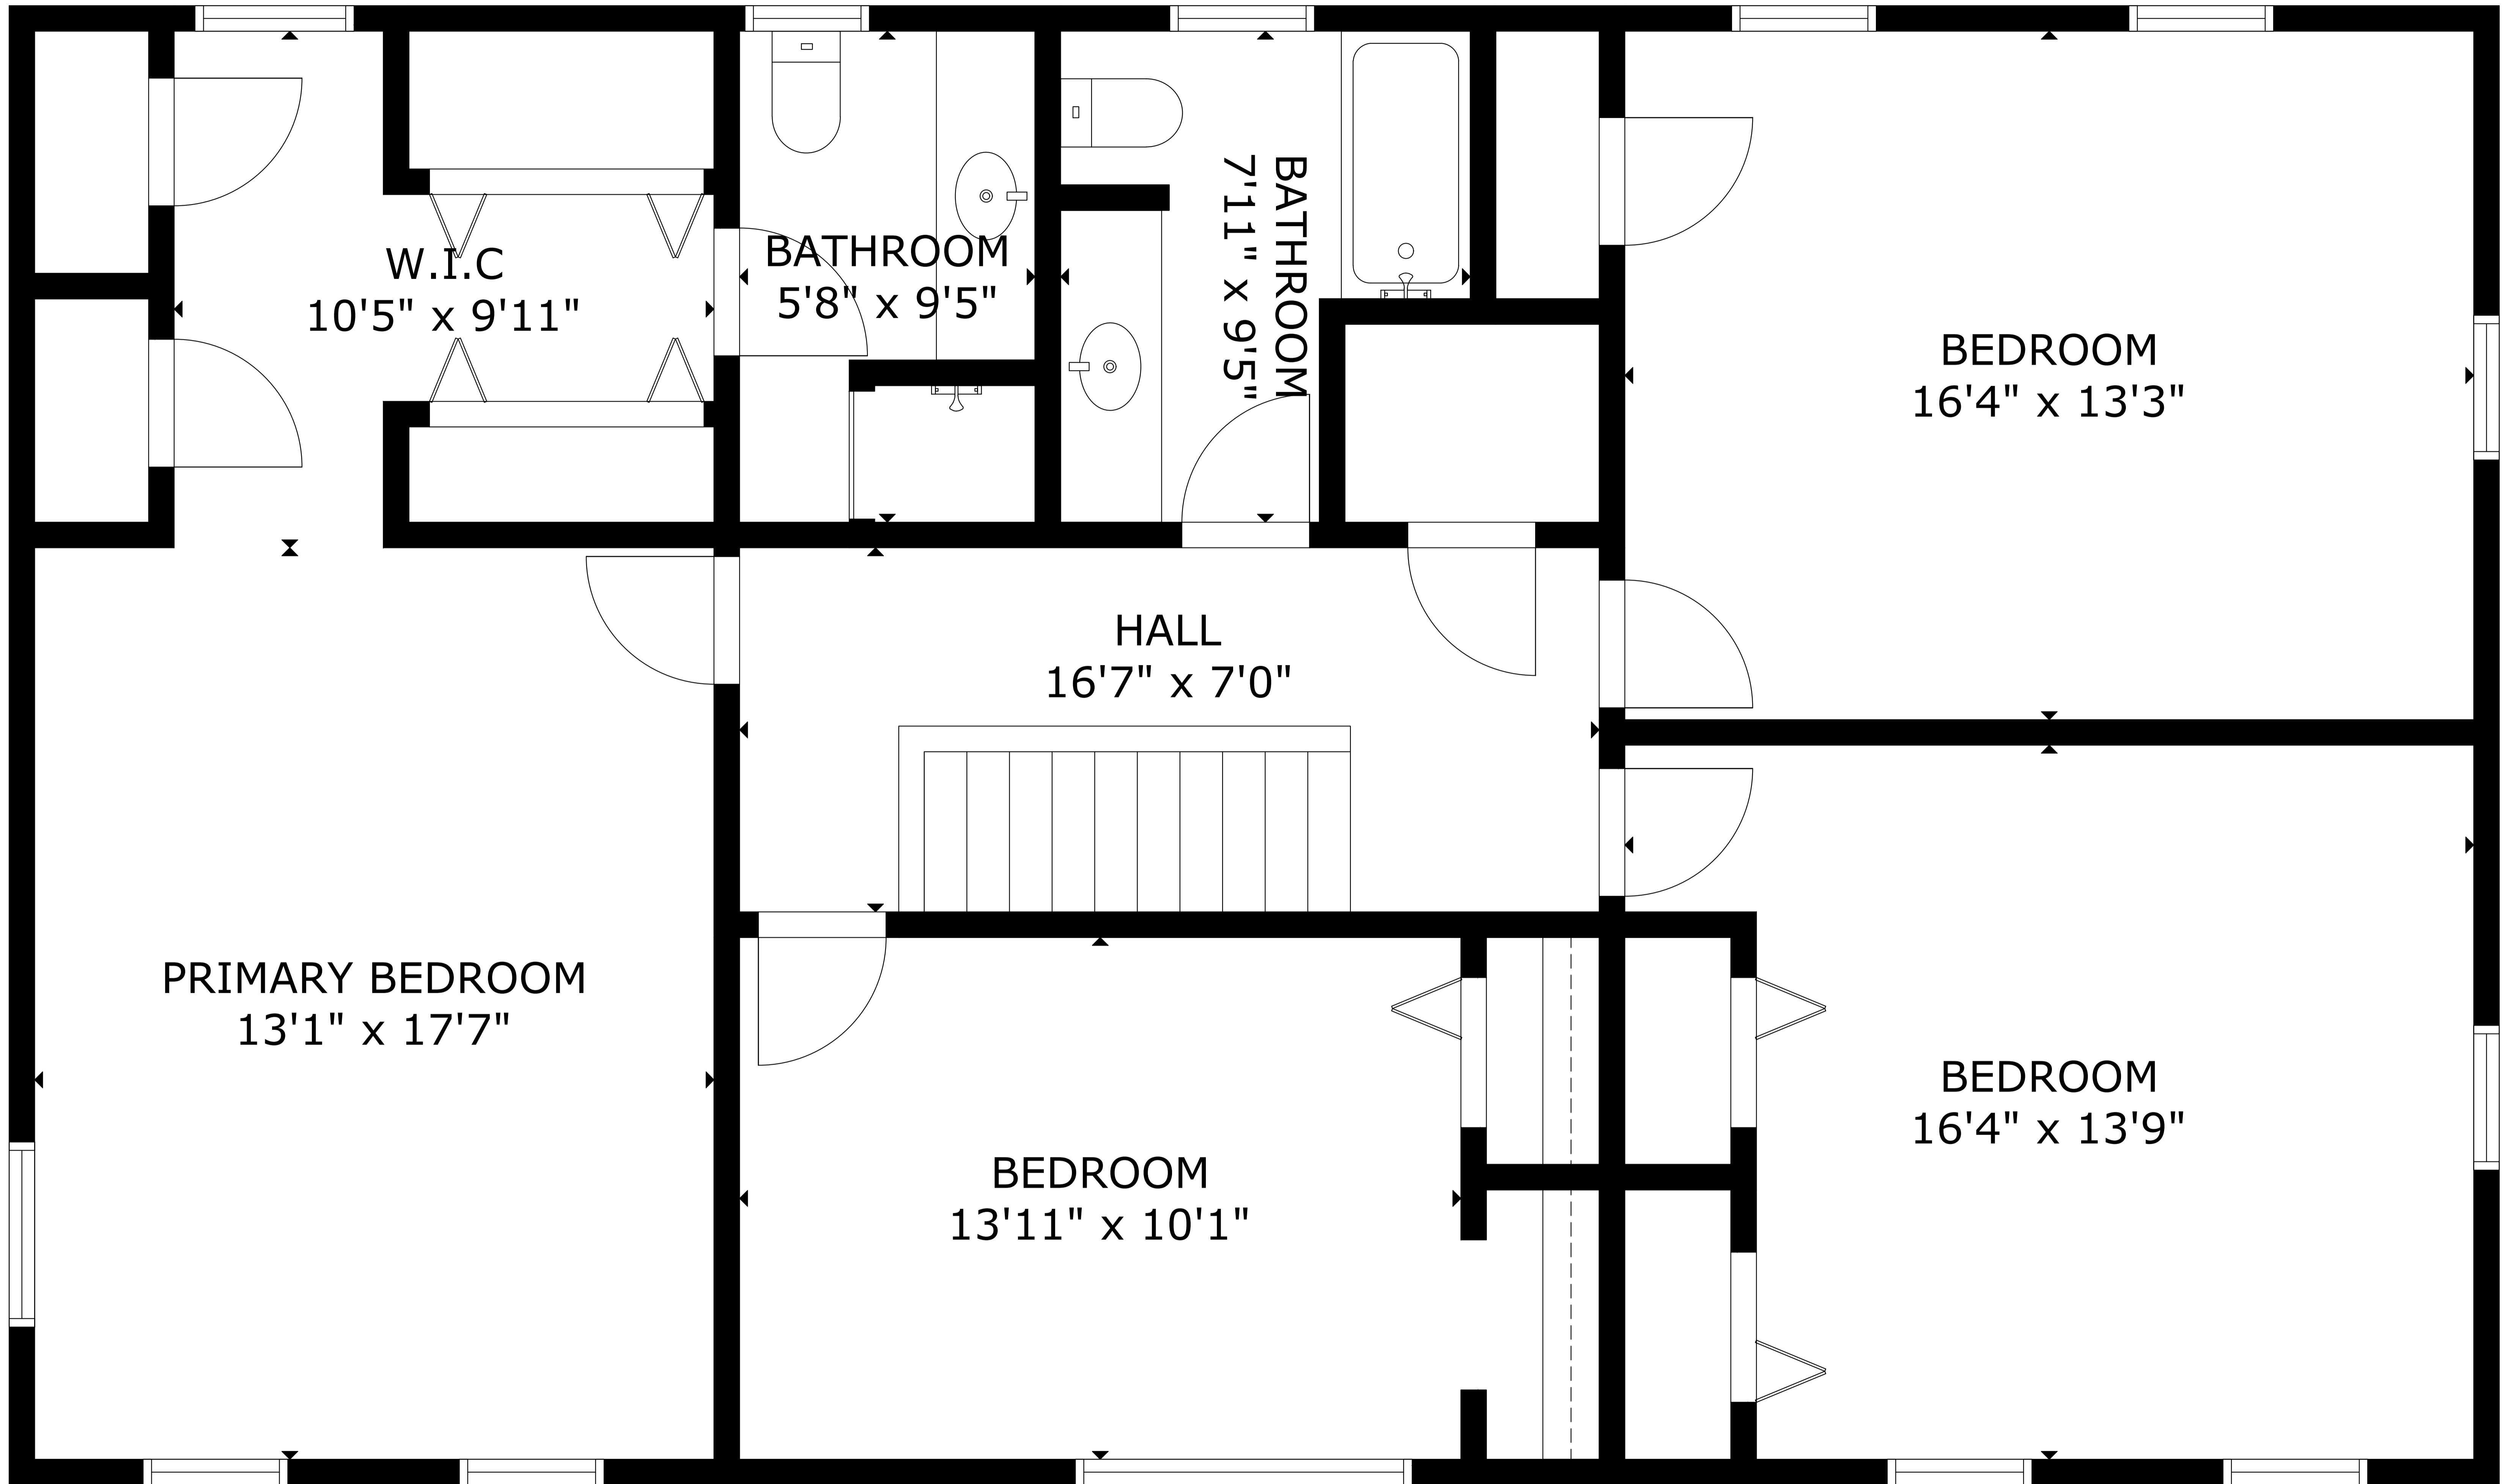 W.I.C
10'5" x 9'11"
BATHROOM
5'8" x 9'5"
BATHROOM
7'11" x 9'5"
BEDROOM
16'4" x 13'3"
HALL
16'7" x 7'0"
PRIMARY BEDROOM
13'1" x 17'7"
BEDROOM
13'11" x 10'1"
BEDROOM
16'4" x 13'9"